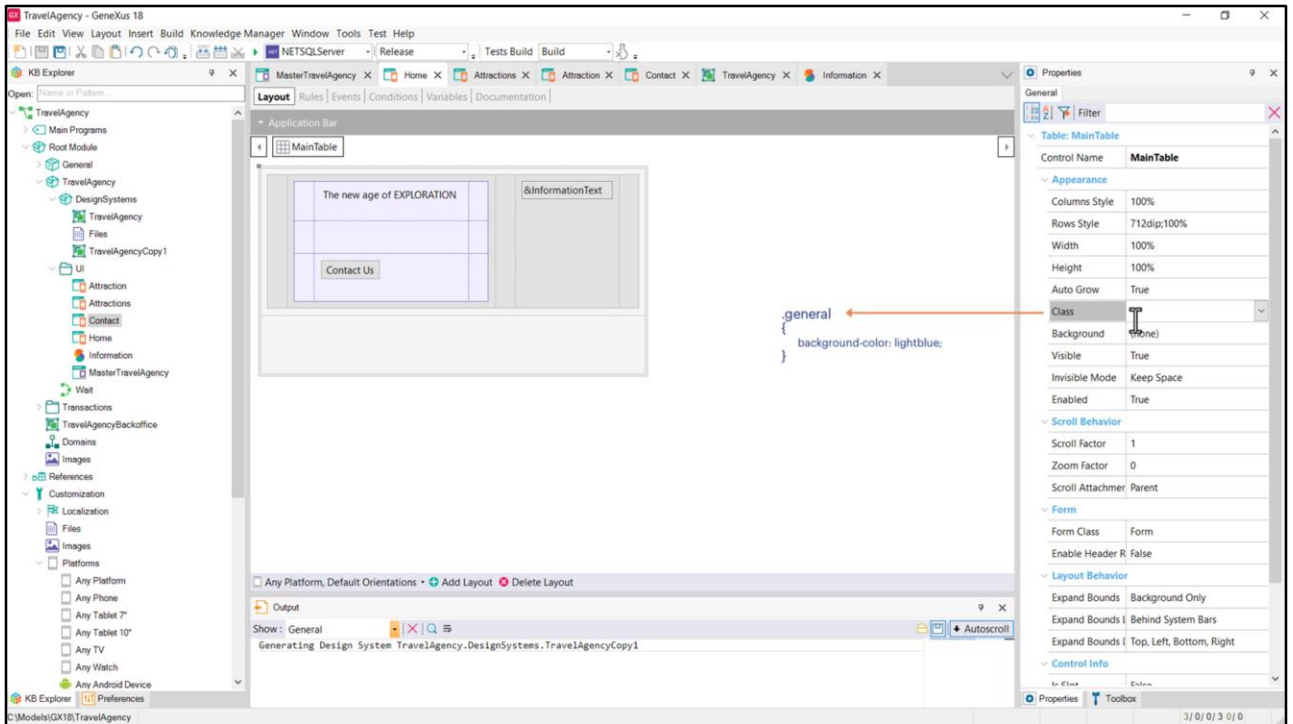 TravelAgency - GeneXus 18
File Edit View Layout Insert Build Knowledge Manager Window Tools Test Help
NETSQLServer Release Tests Build Build
KB Explorer
Open: Name or Pattern...
TravelAgency
Main Programs
Root Module
General
TravelAgency
DesignSystems
TravelAgency
Files
TravelAgencyCopy1
UI
Attraction
Attractions
Contact
Home
Information
MasterTravelAgency
Wait
Transactions
TravelAgencyBackoffice
Domains
Images
References
Customization
Localization
Files
Images
Platforms
Any Platform
Any Phone
Any Tablet 7"
Any Tablet 10"
Any TV
Any Watch
Any Android Device
KB Explorer Preferences
C:\Models\GX18\TravelAgency
MasterTravelAgency X Home X Attractions X Attraction X Contact X TravelAgency X Information X
Layout Rules Events Conditions Variables Documentation
Application Bar
MainTable
The new age of EXPLORATION
&InformationText
Contact Us
.general
{
background-color: lightblue;
}
Any Platform, Default Orientations Add Layout Delete Layout
Output
Show: General Autoscroll
Generating Design System TravelAgency.DesignSystems.TravelAgencyCopy1
Properties
General
Filter
Table: MainTable
Control Name MainTable
Appearance
Columns Style 100%
Rows Style 712dip;100%
Width 100%
Height 100%
Auto Grow True
Class
Background (none)
Visible True
Invisible Mode Keep Space
Enabled True
Scroll Behavior
Scroll Factor 1
Zoom Factor 0
Scroll Attachmer Parent
Form
Form Class Form
Enable Header R False
Layout Behavior
Expand Bounds Background Only
Expand Bounds Behind System Bars
Expand Bounds Top, Left, Bottom, Right
Control Info
Is Slot False
Properties Toolbox
3/0/0/3 0/0